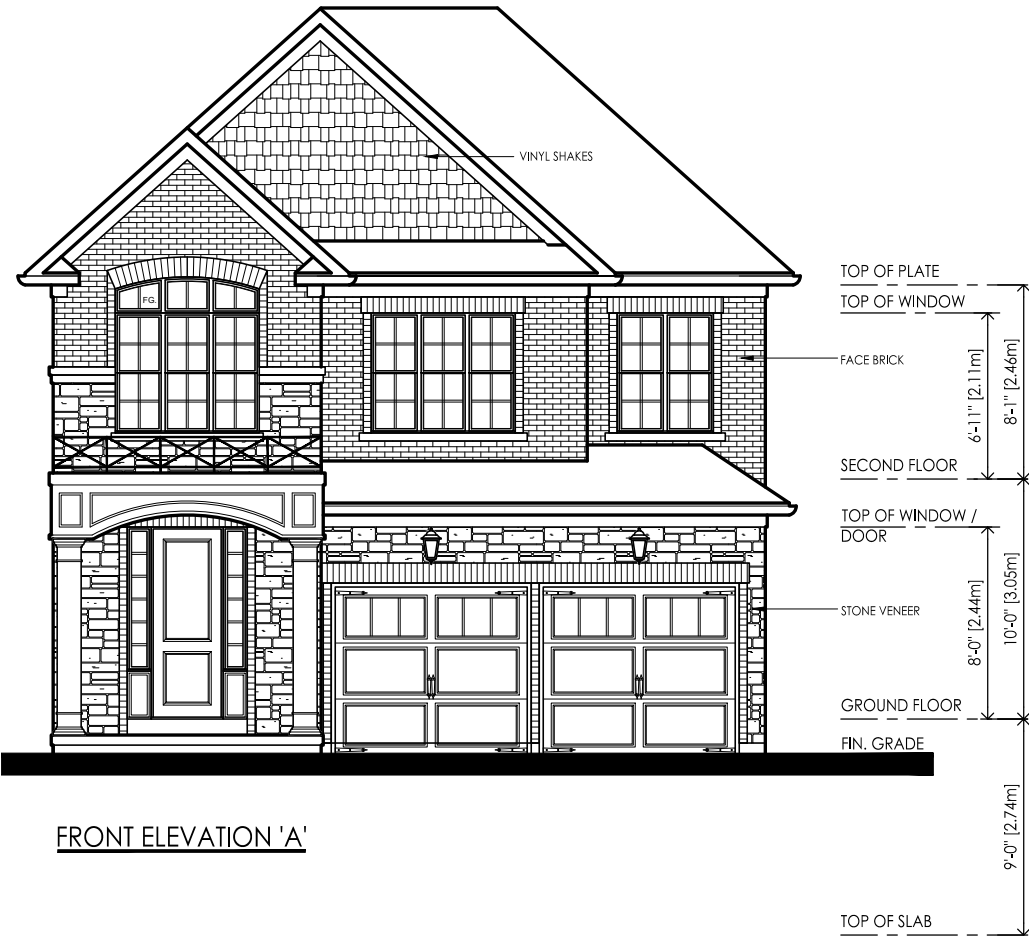 VINYL SHAKES
FG.
TOP OF PLATE
TOP OF WINDOW
FACE BRICK
6'-11" [2.11m]
8'-1" [2.46m]
SECOND FLOOR
TOP OF WINDOW /
DOOR
STONE VENEER
8'-0" [2.44m]
10'-0" [3.05m]
GROUND FLOOR
FIN. GRADE
9'-0" [2.74m]
FRONT ELEVATION 'A'
TOP OF SLAB